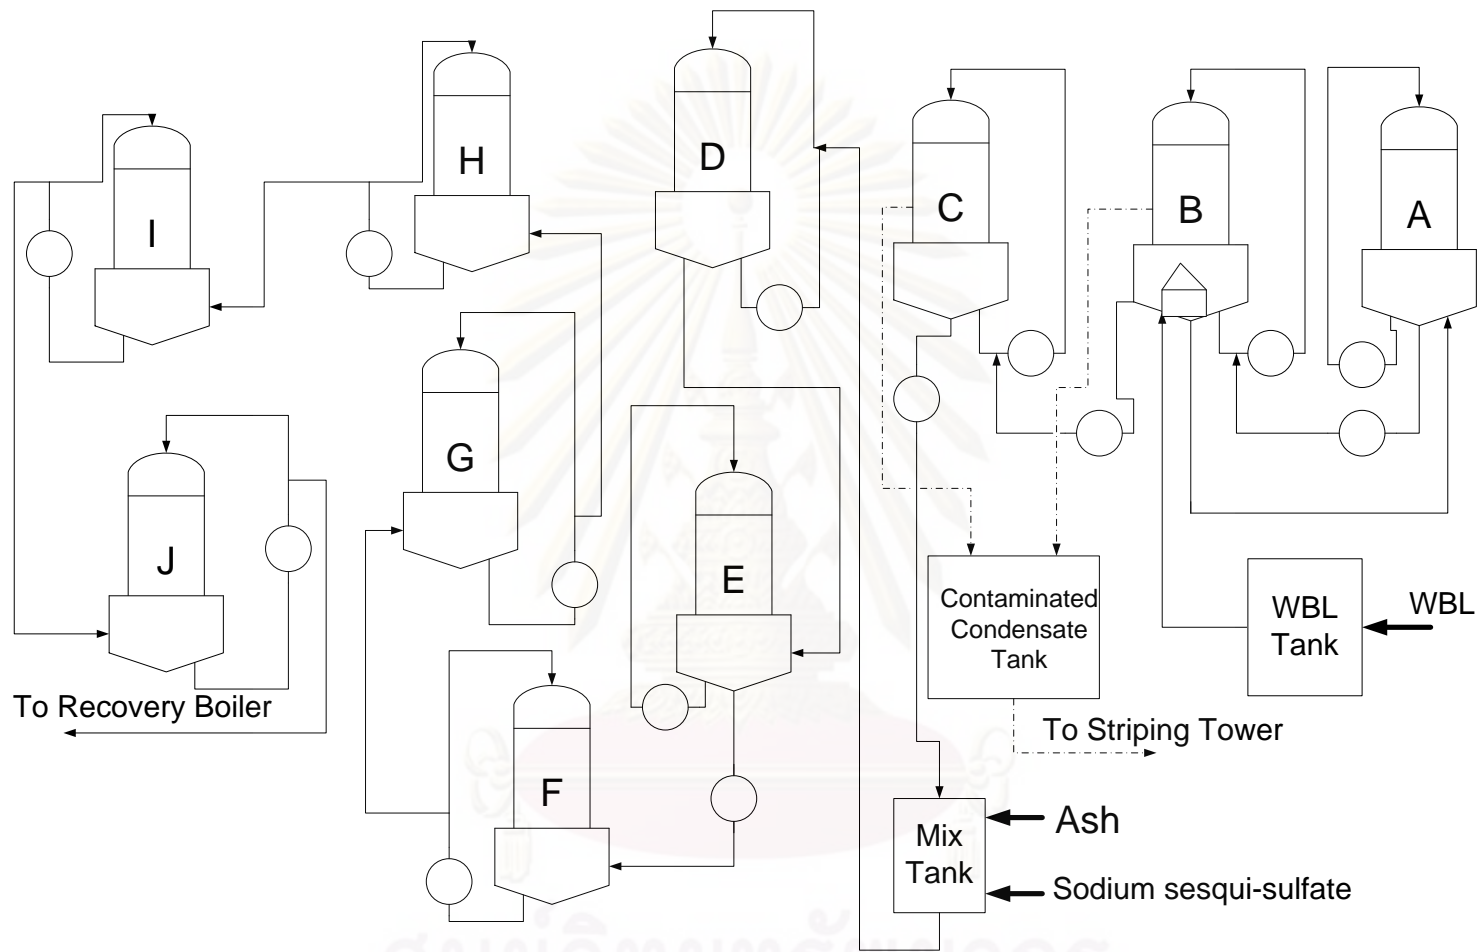 H
D
C
B
A
I
G
J
E
F
Contaminated
Condensate
Tank
WBL
Tank
WBL
To Recovery Boiler
To Striping Tower
Mix
Tank
Ash
Sodium sesqui-sulfate